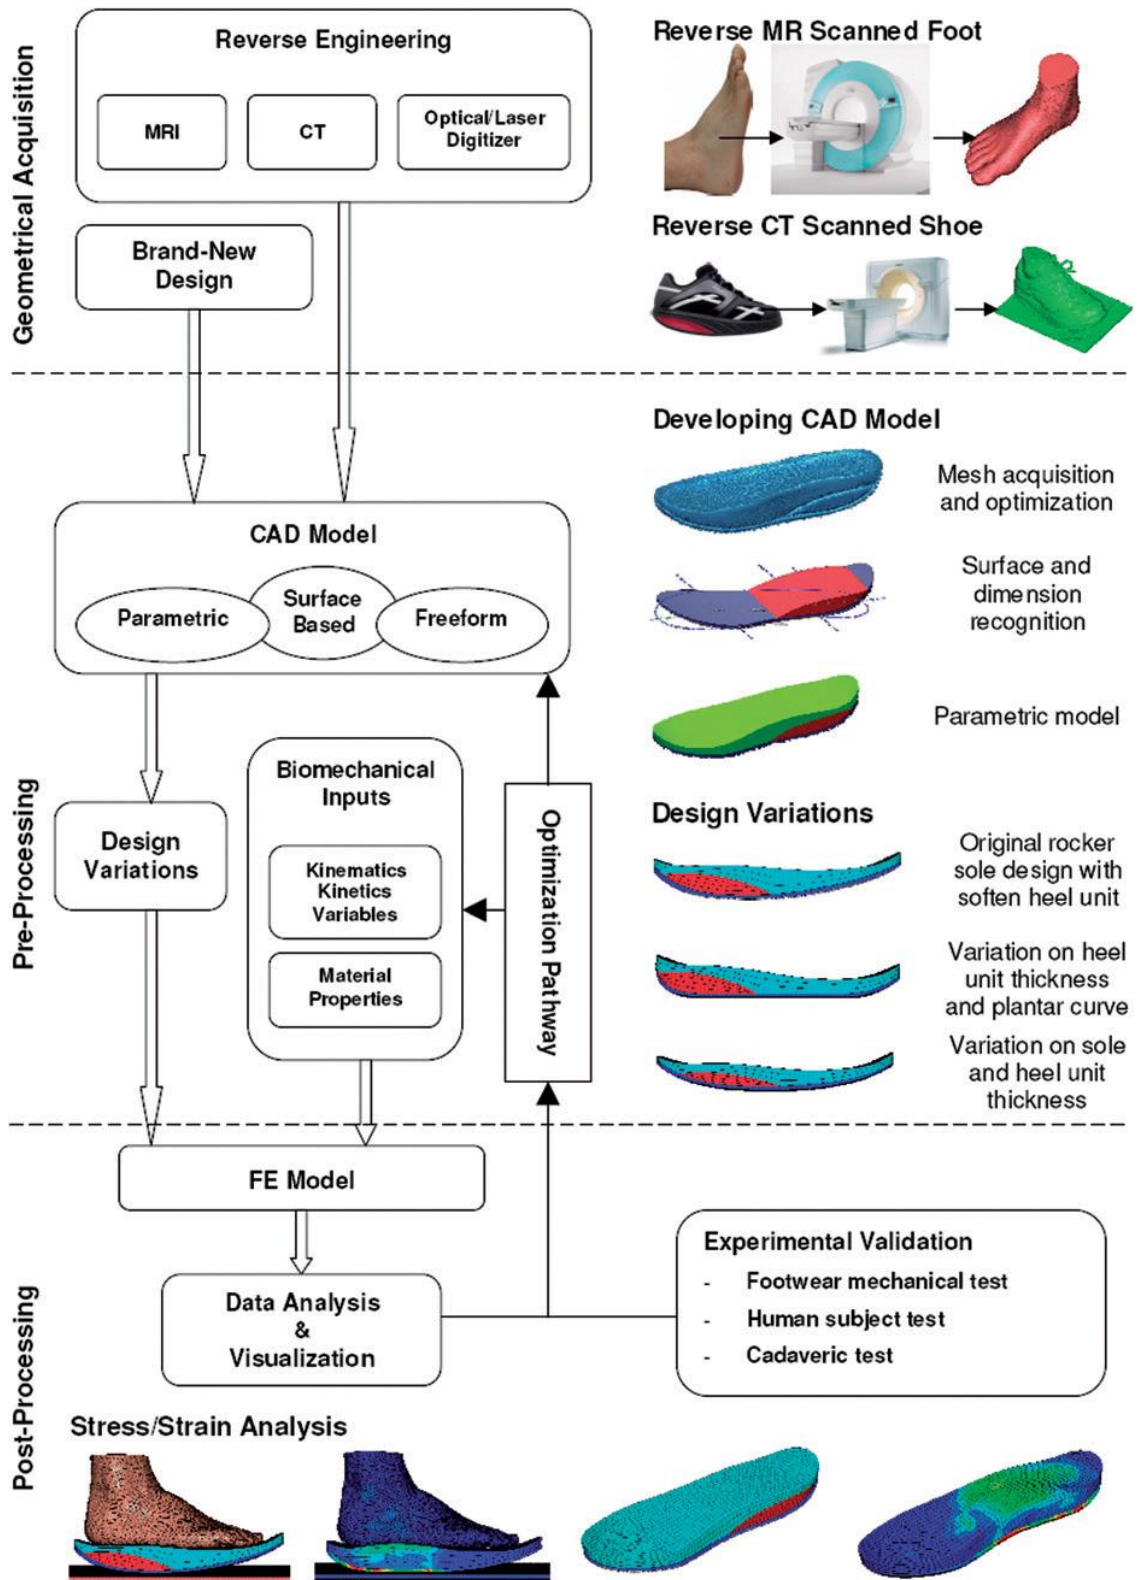 Geometrical Acquisition
Reverse Engineering
MRI
CT
Optical/Laser
Digitizer
Brand-New
Design
Reverse MR Scanned Foot
Reverse CT Scanned Shoe
Pre-Processing
CAD Model
Parametric
Surface
Based
Freeform
Design
Variations
Biomechanical
Inputs
Kinematics
Kinetics
Variables
Material
Properties
Optimization Pathway
Developing CAD Model
Mesh acquisition
and optimization
Surface and
dimension
recognition
Parametric model
Design Variations
Original rocker
sole design with
soften heel unit
Variation on heel
unit thickness
and plantar curve
Variation on sole
and heel unit
thickness
Post-Processing
FE Model
Data Analysis
&
Visualization
Experimental Validation
- Footwear mechanical test
- Human subject test
- Cadaveric test
Stress/Strain Analysis